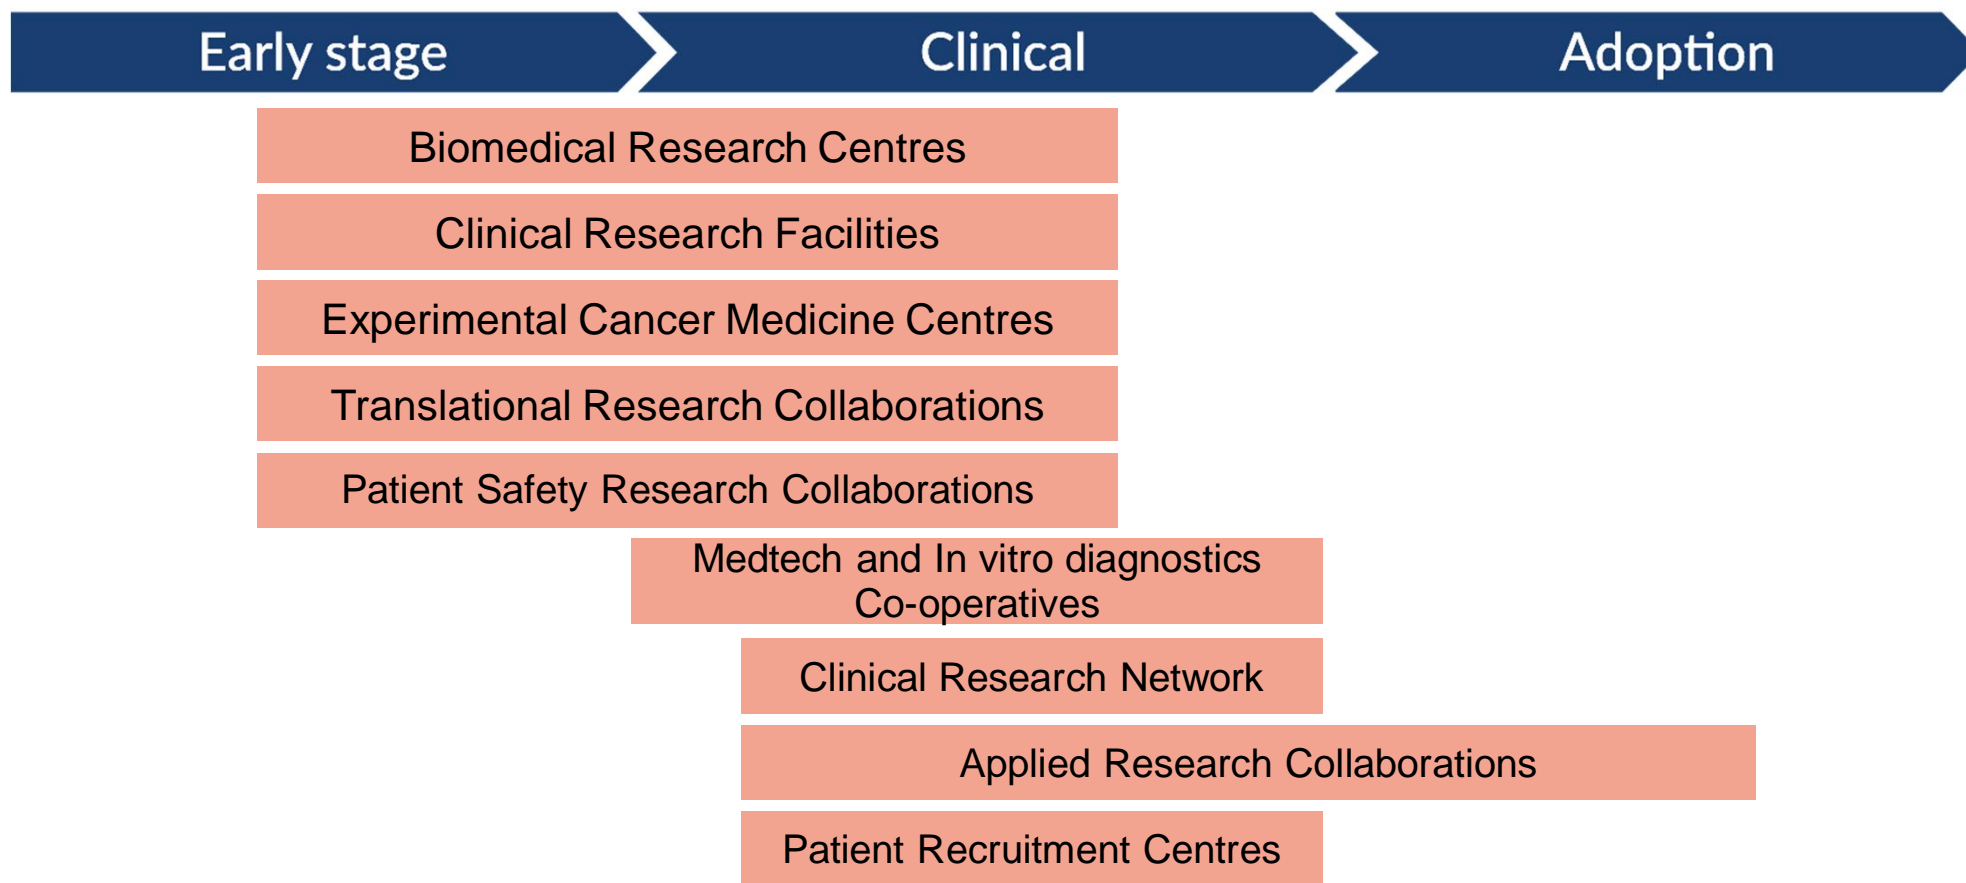 Early stage
Clinical
Adoption
Biomedical Research Centres
Clinical Research Facilities
Experimental Cancer Medicine Centres
Translational Research Collaborations
Patient Safety Research Collaborations
Medtech and In vitro diagnostics
Co-operatives
Clinical Research Network
Applied Research Collaborations
Patient Recruitment Centres